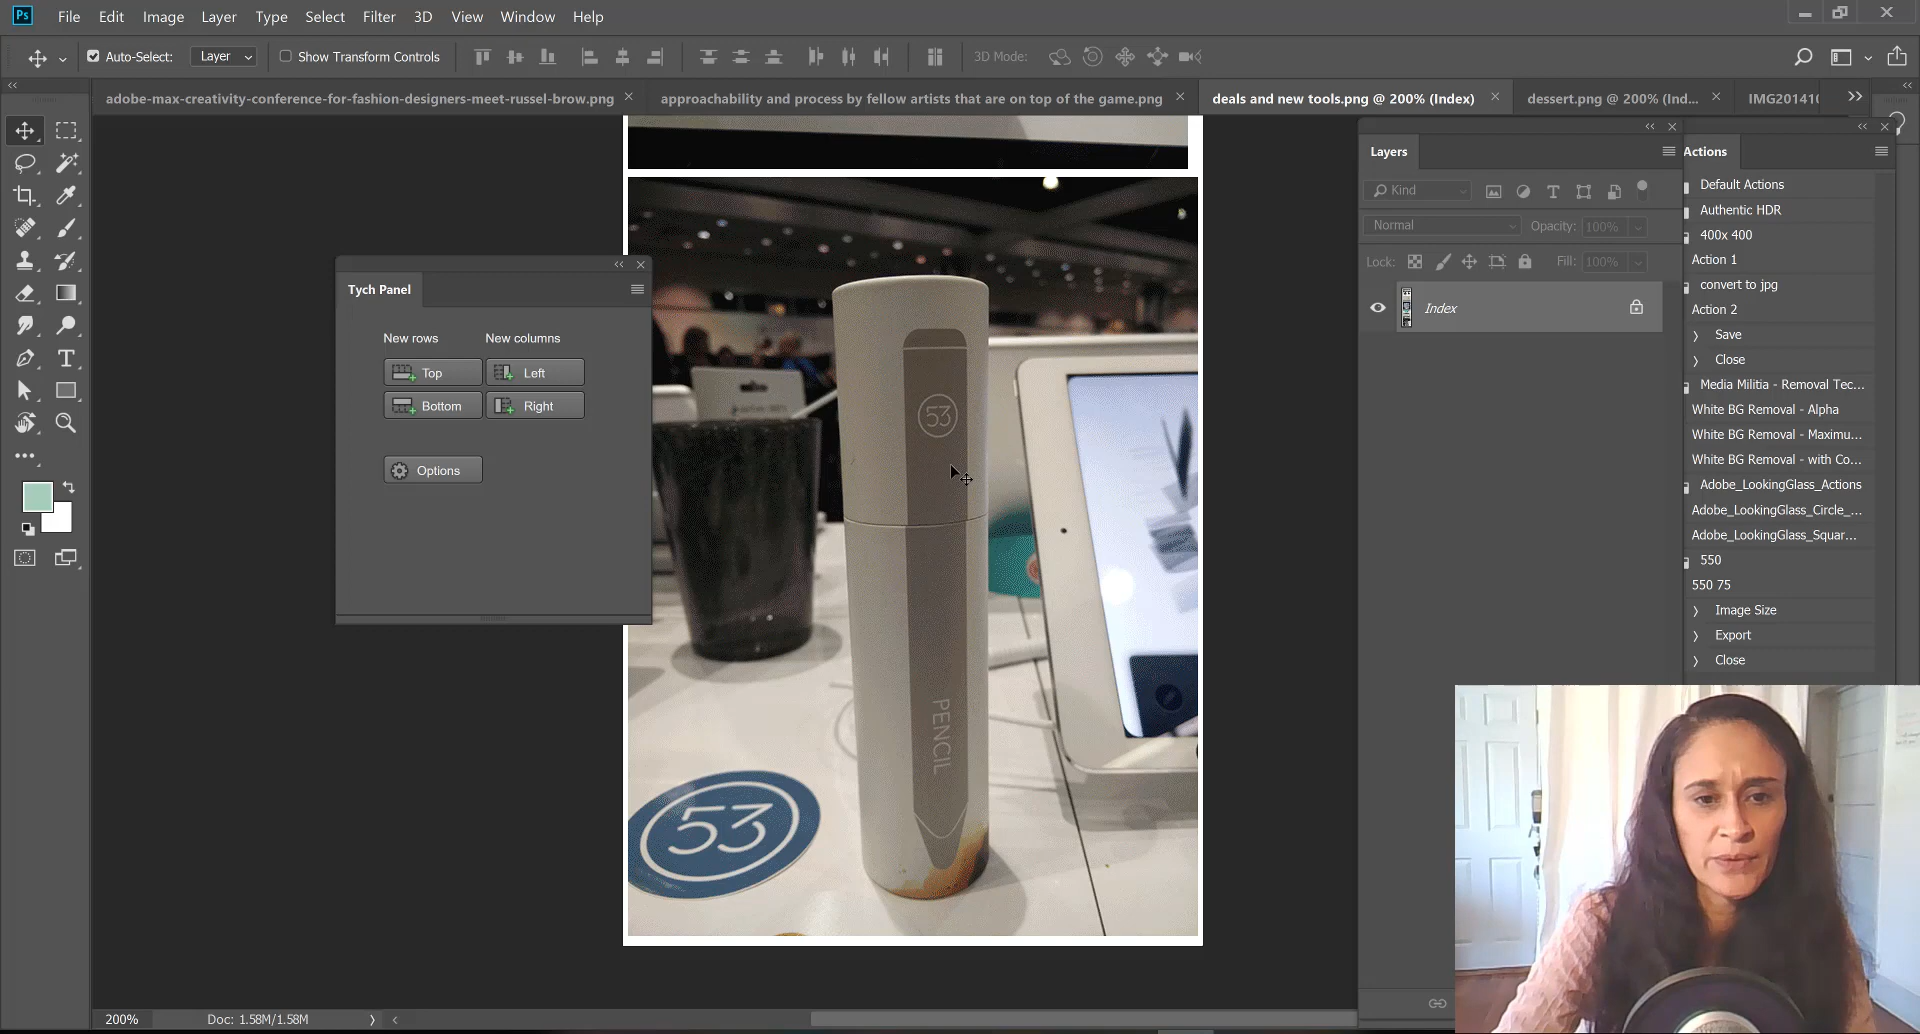 Ps File Edit Image Layer Type Select Filter 3D View Window Help
Auto-Select: Layer Show Transform Controls 3D Mode:
adobe-max-creativity-conference-for-fashion-designers-meet-russel-brow.png × approachability and process by fellow artists that are on top of the game.png × deals and new tools.png @ 200% (Index) × dessert.png @ 200% (Ind... × IMG20141
Tych Panel
New rows New columns
Top Left
Bottom Right
Options
53
PENCIL
53
Layers
Kind
Normal Opacity: 100%
Lock: Fill: 100%
Index
Actions
Default Actions
Authentic HDR
400x 400
Action 1
convert to jpg
Action 2
Save
Close
Media Militia - Removal Tec...
White BG Removal - Alpha
White BG Removal - Maximu...
White BG Removal - with Co...
Adobe_LookingGlass_Actions
Adobe_LookingGlass_Circle_...
Adobe_LookingGlass_Squar...
550
550 75
Image Size
Export
Close
200% Doc: 1.58M/1.58M